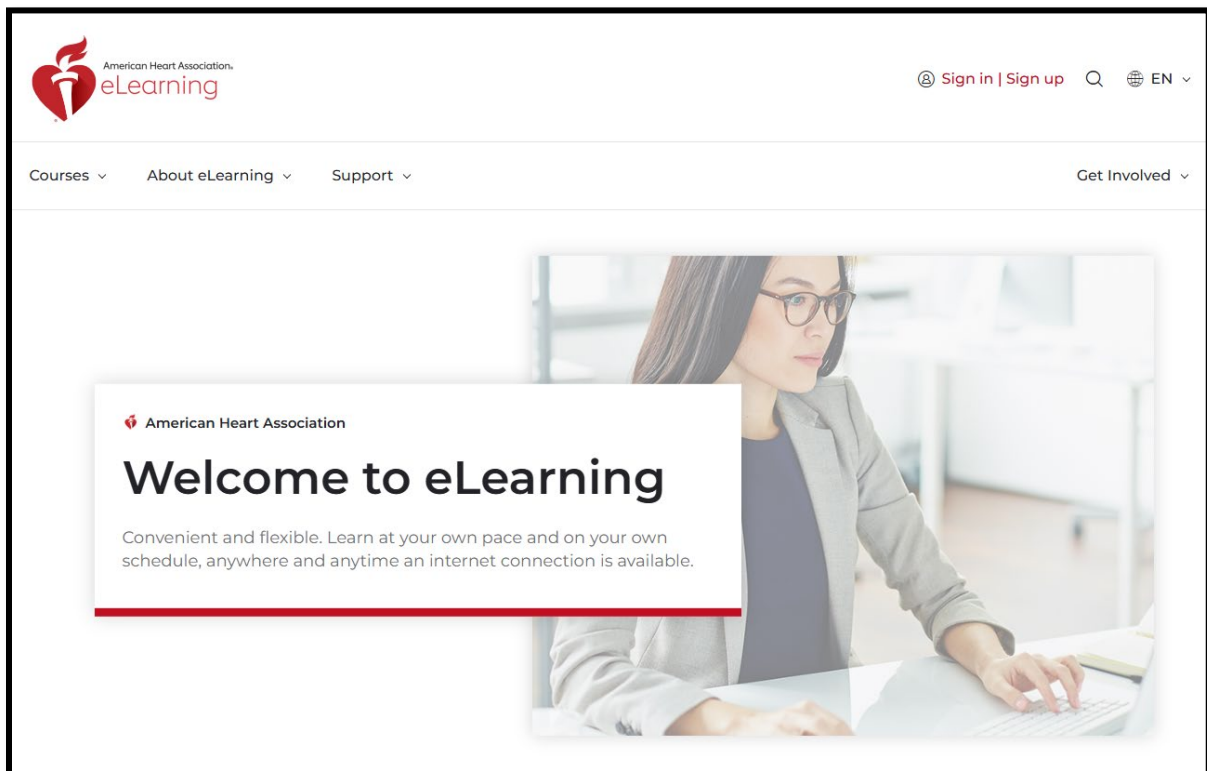 American Heart Association.
eLearning
Sign in | Sign up
EN
Courses
About eLearning
Support
Get Involved
American Heart Association
Welcome to eLearning
Convenient and flexible. Learn at your own pace and on your own
schedule, anywhere and anytime an internet connection is available.